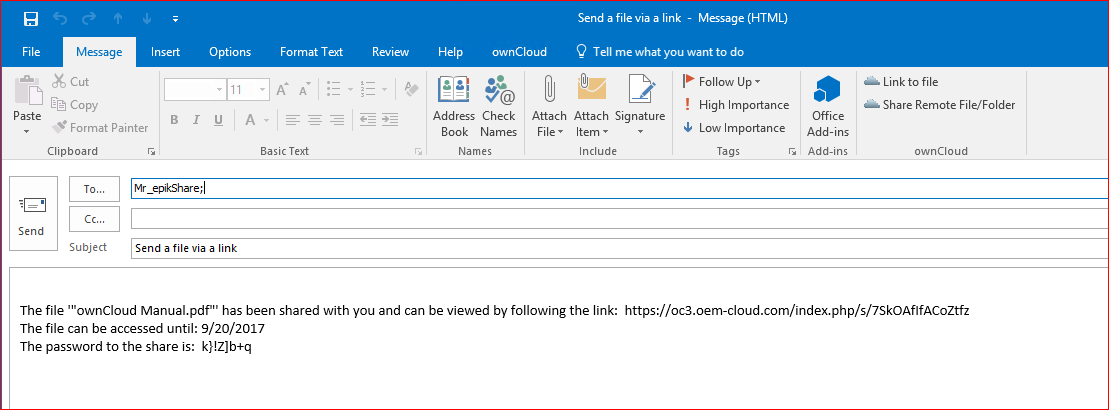 Send a file via a link - Message (HTML)
File Message Insert Options Format Text Review Help ownCloud Tell me what you want to do
Paste
Cut
Copy
Format Painter
Clipboard
11
B I U
Basic Text
Address Book
Check Names
Names
Attach File
Attach Item
Signature
Include
Follow Up
High Importance
Low Importance
Tags
Office Add-ins
Add-ins
Link to file
Share Remote File/Folder
ownCloud
Send
To... Mr_epikShare;
Cc...
Subject Send a file via a link
The file '"ownCloud Manual.pdf"' has been shared with you and can be viewed by following the link: https://oc3.oem-cloud.com/index.php/s/7SkOAfIfACoZtfz
The file can be accessed until: 9/20/2017
The password to the share is: k}!Z]b+q